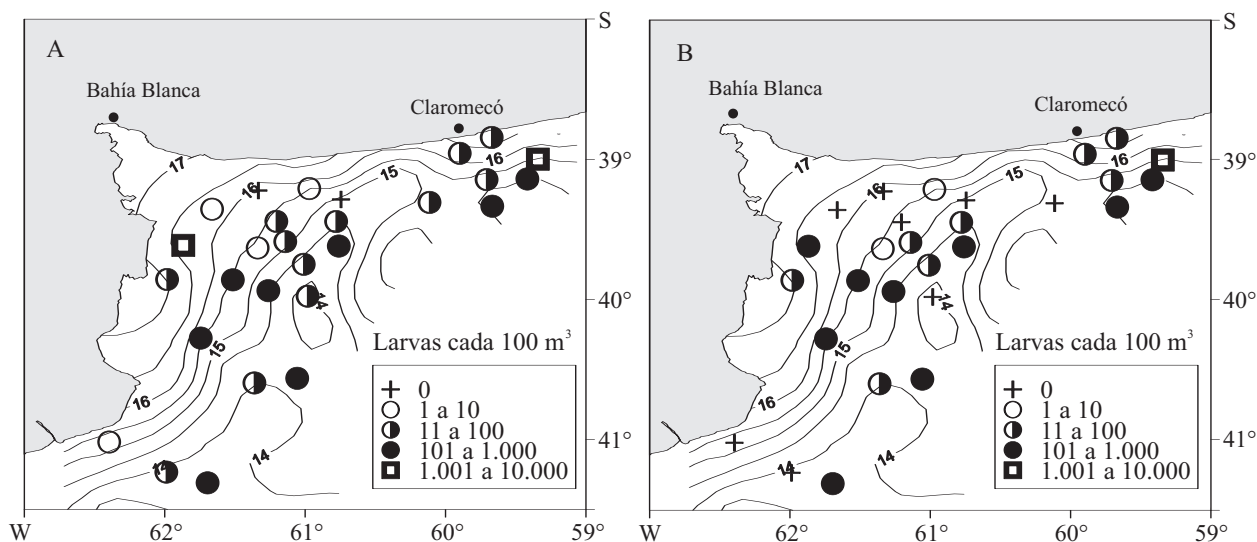 A
Bahía Blanca
Claromecó
17
16
15
16
14
15
16
14
14
Larvas cada 100 m³
0
1 a 10
11 a 100
101 a 1.000
1.001 a 10.000
W
62°
61°
60°
59°
S
B
Bahía Blanca
Claromecó
39°
17
16
15
16
14
40°
15
16
14
14
Larvas cada 100 m³
0
1 a 10
11 a 100
101 a 1.000
1.001 a 10.000
41°
W
62°
61°
60°
59°
S
39°
40°
41°